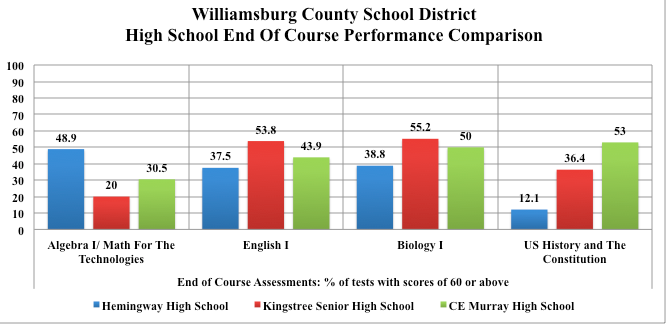 Williamsburg County School District
High School End Of Course Performance Comparison
100
90
80
70
60
50
40
30
20
10
0
48.9
20
30.5
37.5
53.8
43.9
38.8
55.2
50
12.1
36.4
53
Algebra I/ Math For The
Technologies
English I
Biology I
US History and The
Constitution
End of Course Assessments: % of tests with scores of 60 or above
Hemingway High School
Kingstree Senior High School
CE Murray High School